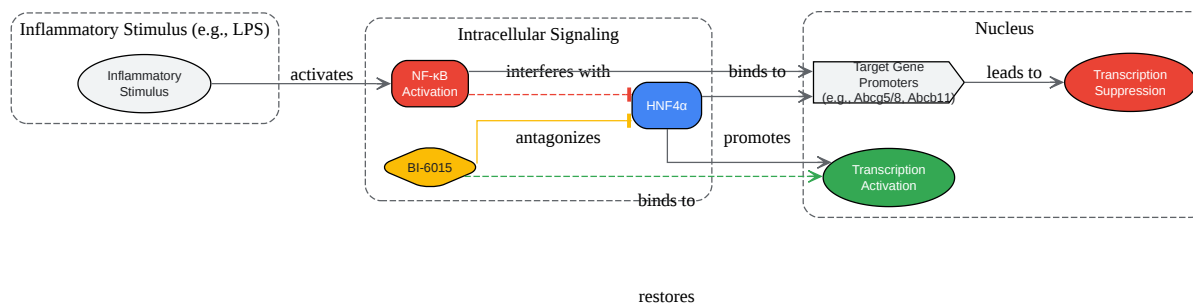 Inflammatory Stimulus (e.g., LPS)
Inflammatory
Stimulus
activates
Intracellular Signaling
NF-κB
Activation
interferes with
HNF4α
antagonizes
BI-6015
binds to
promotes
binds to
restores
Nucleus
Target Gene
Promoters
(e.g., Abcg5/8, Abcb11)
leads to
Transcription
Suppression
Transcription
Activation